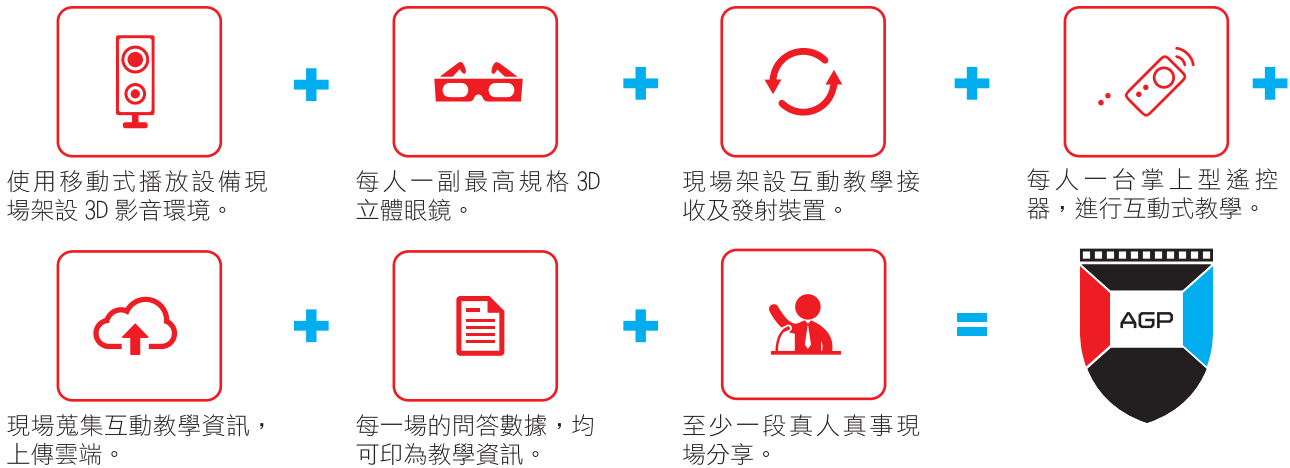 使用移動式播放設備現
場架設 3D 影音環境。
每人一副最高規格 3D
立體眼鏡。
現場架設互動教學接
收及發射裝置。
每人一台掌上型遙控
器，進行互動式教學。
現場蒐集互動教學資訊，
上傳雲端。
每一場的問答數據，均
可印為教學資訊。
至少一段真人真事現
場分享。
AGP